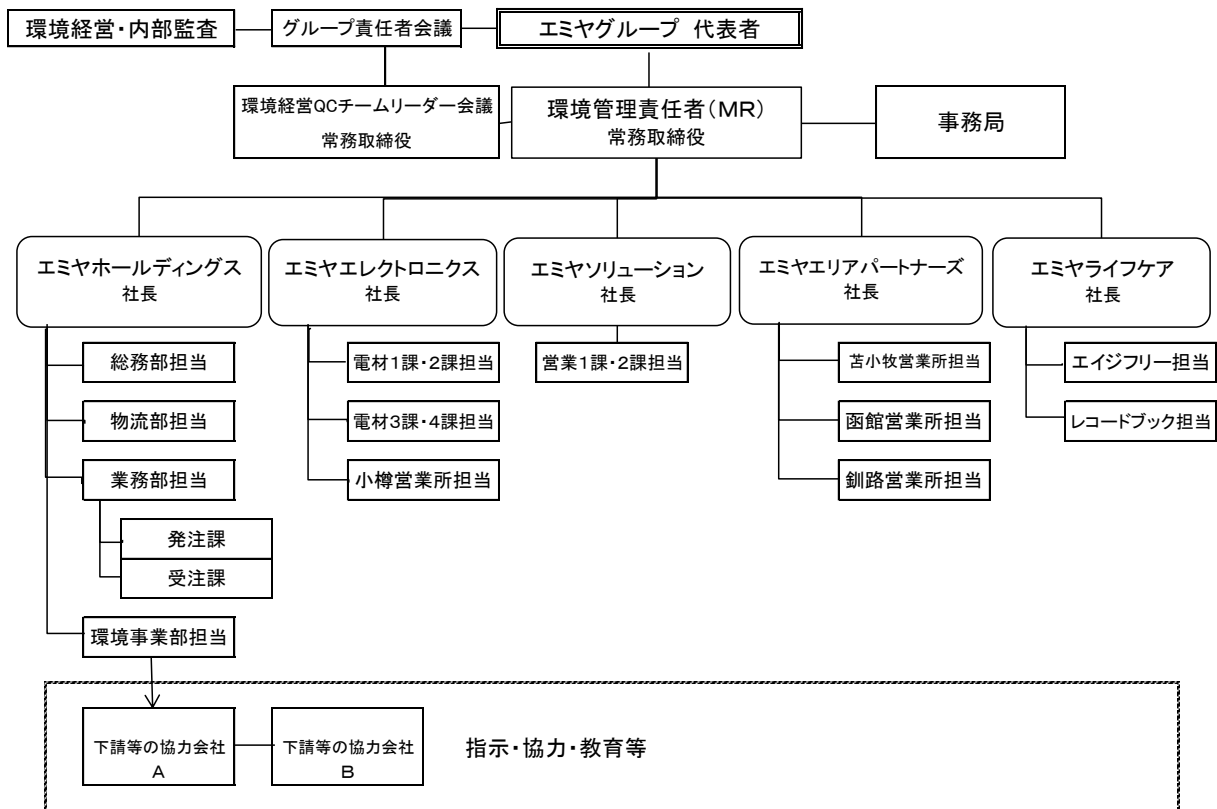 環境経営・内部監査
グループ責任者会議
エミヤグループ 代表者
環境経営QCチームリーダー会議
常務取締役
環境管理責任者(MR)
常務取締役
事務局
エミヤホールディングス
社長
エミヤエレクトロニクス
社長
エミヤソリューション
社長
エミヤエリアパートナーズ
社長
エミヤライフケア
社長
総務部担当
物流部担当
業務部担当
発注課
受注課
環境事業部担当
電材1課・2課担当
電材3課・4課担当
小樽営業所担当
営業1課・2課担当
苫小牧営業所担当
函館営業所担当
釧路営業所担当
エイジフリー担当
レコードブック担当
下請等の協力会社
A
下請等の協力会社
B
指示・協力・教育等